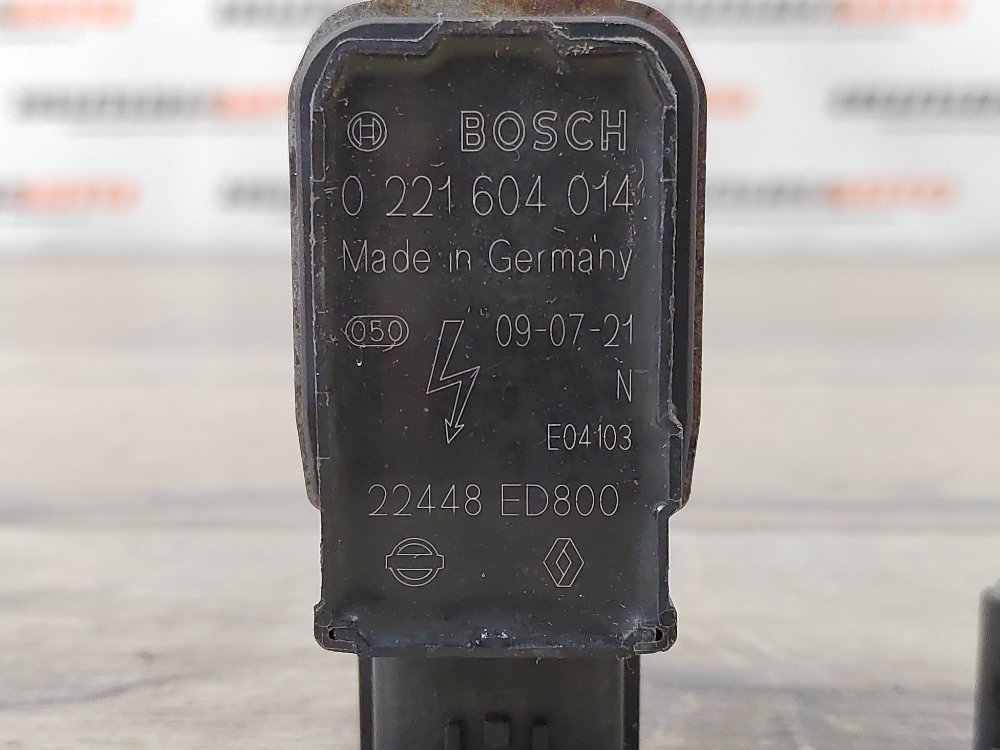 BOSCH
0 221 604 014
Made in Germany
050 09-07-21
N
E04103
22448 ED800